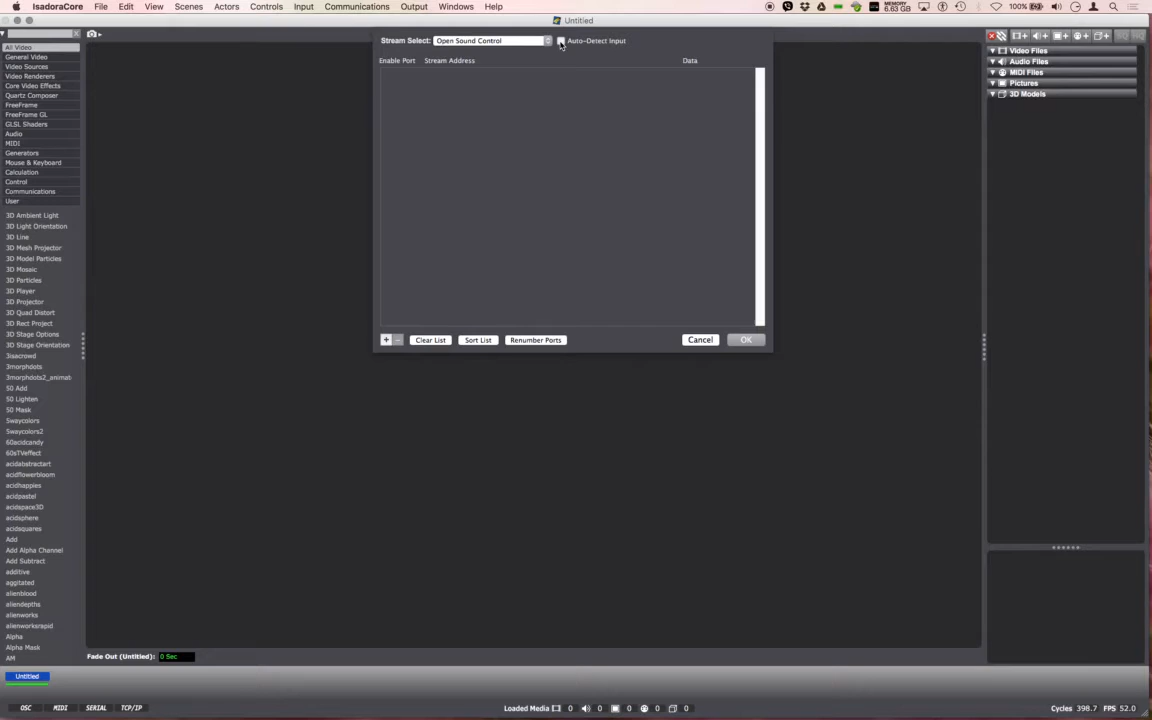 IsadoraCore File Edit View Scenes Actors Controls Input Communications Output Windows Help MEMORY 6.63 GB 100%
Untitled
Stream Select: Open Sound Control Auto-Detect Input
Enable Port Stream Address Data
+ - Clear List Sort List Renumber Ports Cancel OK
All Video
General Video
Video Sources
Video Renderers
Core Video Effects
Quartz Composer
FreeFrame
FreeFrame GL
GLSL Shaders
Audio
MIDI
Generators
Mouse & Keyboard
Calculation
Control
Communications
User
3D Ambient Light
3D Light Orientation
3D Line
3D Mesh Projector
3D Model Particles
3D Mosaic
3D Particles
3D Player
3D Projector
3D Quad Distort
3D Rect Project
3D Stage Options
3D Stage Orientation
3isacrowd
3morphdots
3morphdots2_animat
50 Add
50 Lighten
50 Mask
5waycolors
5waycolors2
60acidcandy
60sTVeffect
acidabstractart
acidflowerbloom
acidhappies
acidpastel
acidspace3D
acidsphere
acidsquares
Add
Add Alpha Channel
Add Subtract
additive
aggitated
alienblood
aliendepths
alienworks
alienworksrapid
Alpha
Alpha Mask
AM
Video Files
Audio Files
MIDI Files
Pictures
3D Models
Fade Out (Untitled): 0 Sec
Untitled
OSC MIDI SERIAL TCP/IP Loaded Media 0 0 0 0 0 Cycles 398.7 FPS 52.0